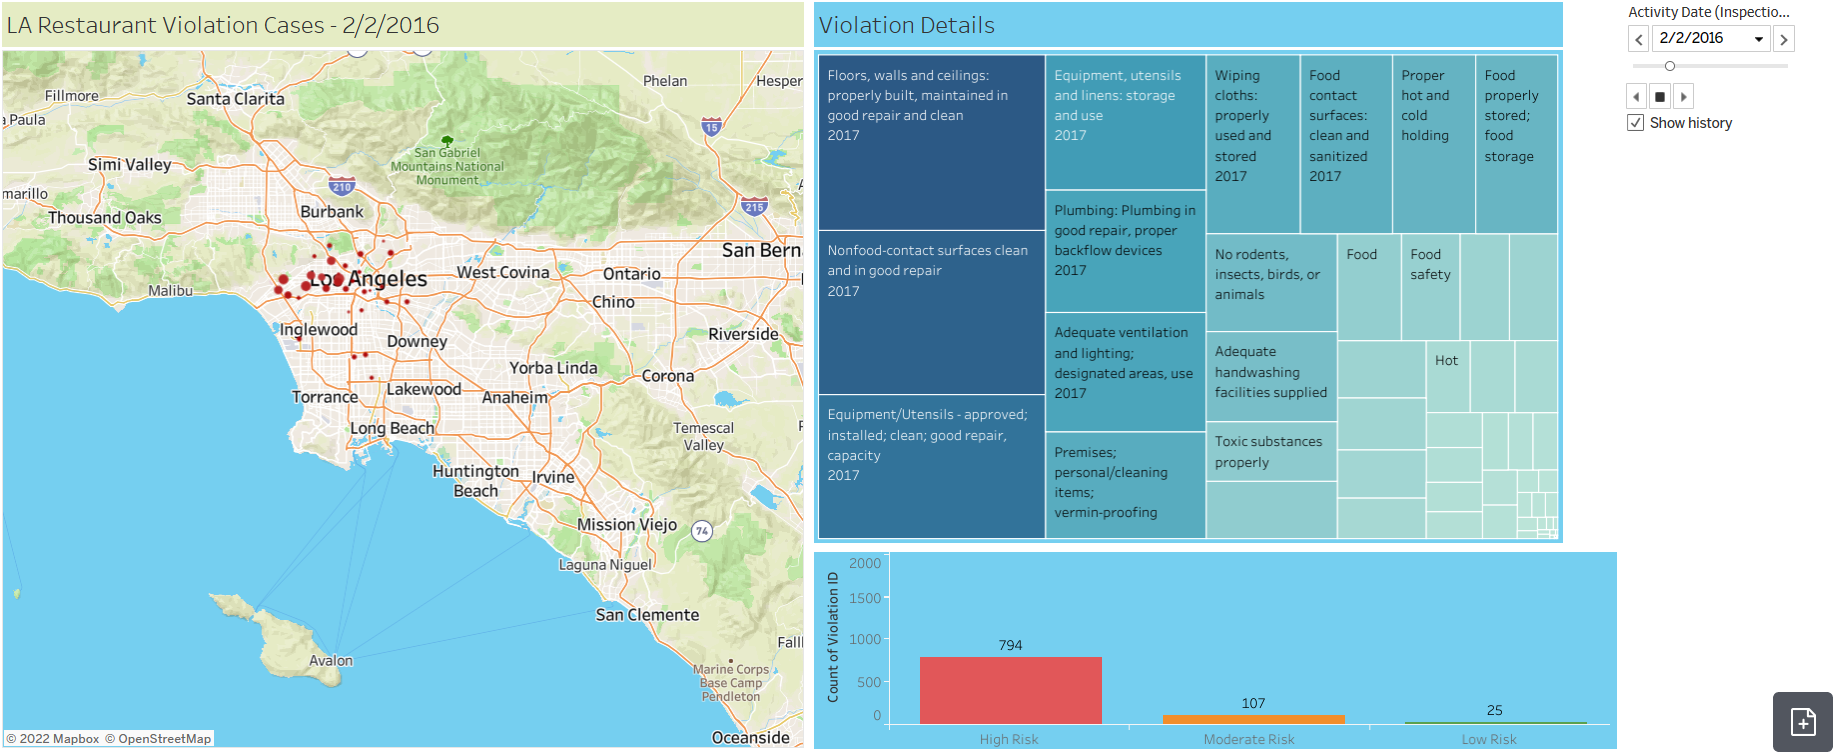 LA Restaurant Violation Cases - 2/2/2016
Phelan
Hesper
Fillmore
Santa Clarita
a Paula
15
San Gabriel
Mountains National
Monument
Simi Valley
210
marillo
Thousand Oaks
Burbank
215
San Bern
Los Angeles
West Covina
Ontario
Malibu
Chino
Inglewood
Downey
Riverside
Yorba Linda
Corona
Torrance
Lakewood
Anaheim
Long Beach
Temescal
Valley
Huntington
Beach
Irvine
Mission Viejo
74
Laguna Niguel
San Clemente
Fall
Avalon
Marine Corps
Base Camp
Pendleton
Oceanside
© 2022 Mapbox © OpenStreetMap
Violation Details
Floors, walls and ceilings:
properly built, maintained in
good repair and clean
2017
Nonfood-contact surfaces clean
and in good repair
2017
Equipment/Utensils - approved;
installed; clean; good repair,
capacity
2017
Equipment, utensils
and linens: storage
and use
2017
Plumbing: Plumbing in
good repair, proper
backflow devices
2017
Adequate ventilation
and lighting;
designated areas, use
2017
Premises;
personal/cleaning
items;
vermin-proofing
Wiping
cloths:
properly
used and
stored
2017
Food
contact
surfaces:
clean and
sanitized
2017
Proper
hot and
cold
holding
Food
properly
stored;
food
storage
No rodents,
insects, birds, or
animals
Food
Food
safety
Adequate
handwashing
facilities supplied
Hot
Toxic substances
properly
Count of Violation ID
2000
1500
1000
500
0
794
107
25
High Risk
Moderate Risk
Low Risk
Activity Date (Inspectio...
2/2/2016
Show history